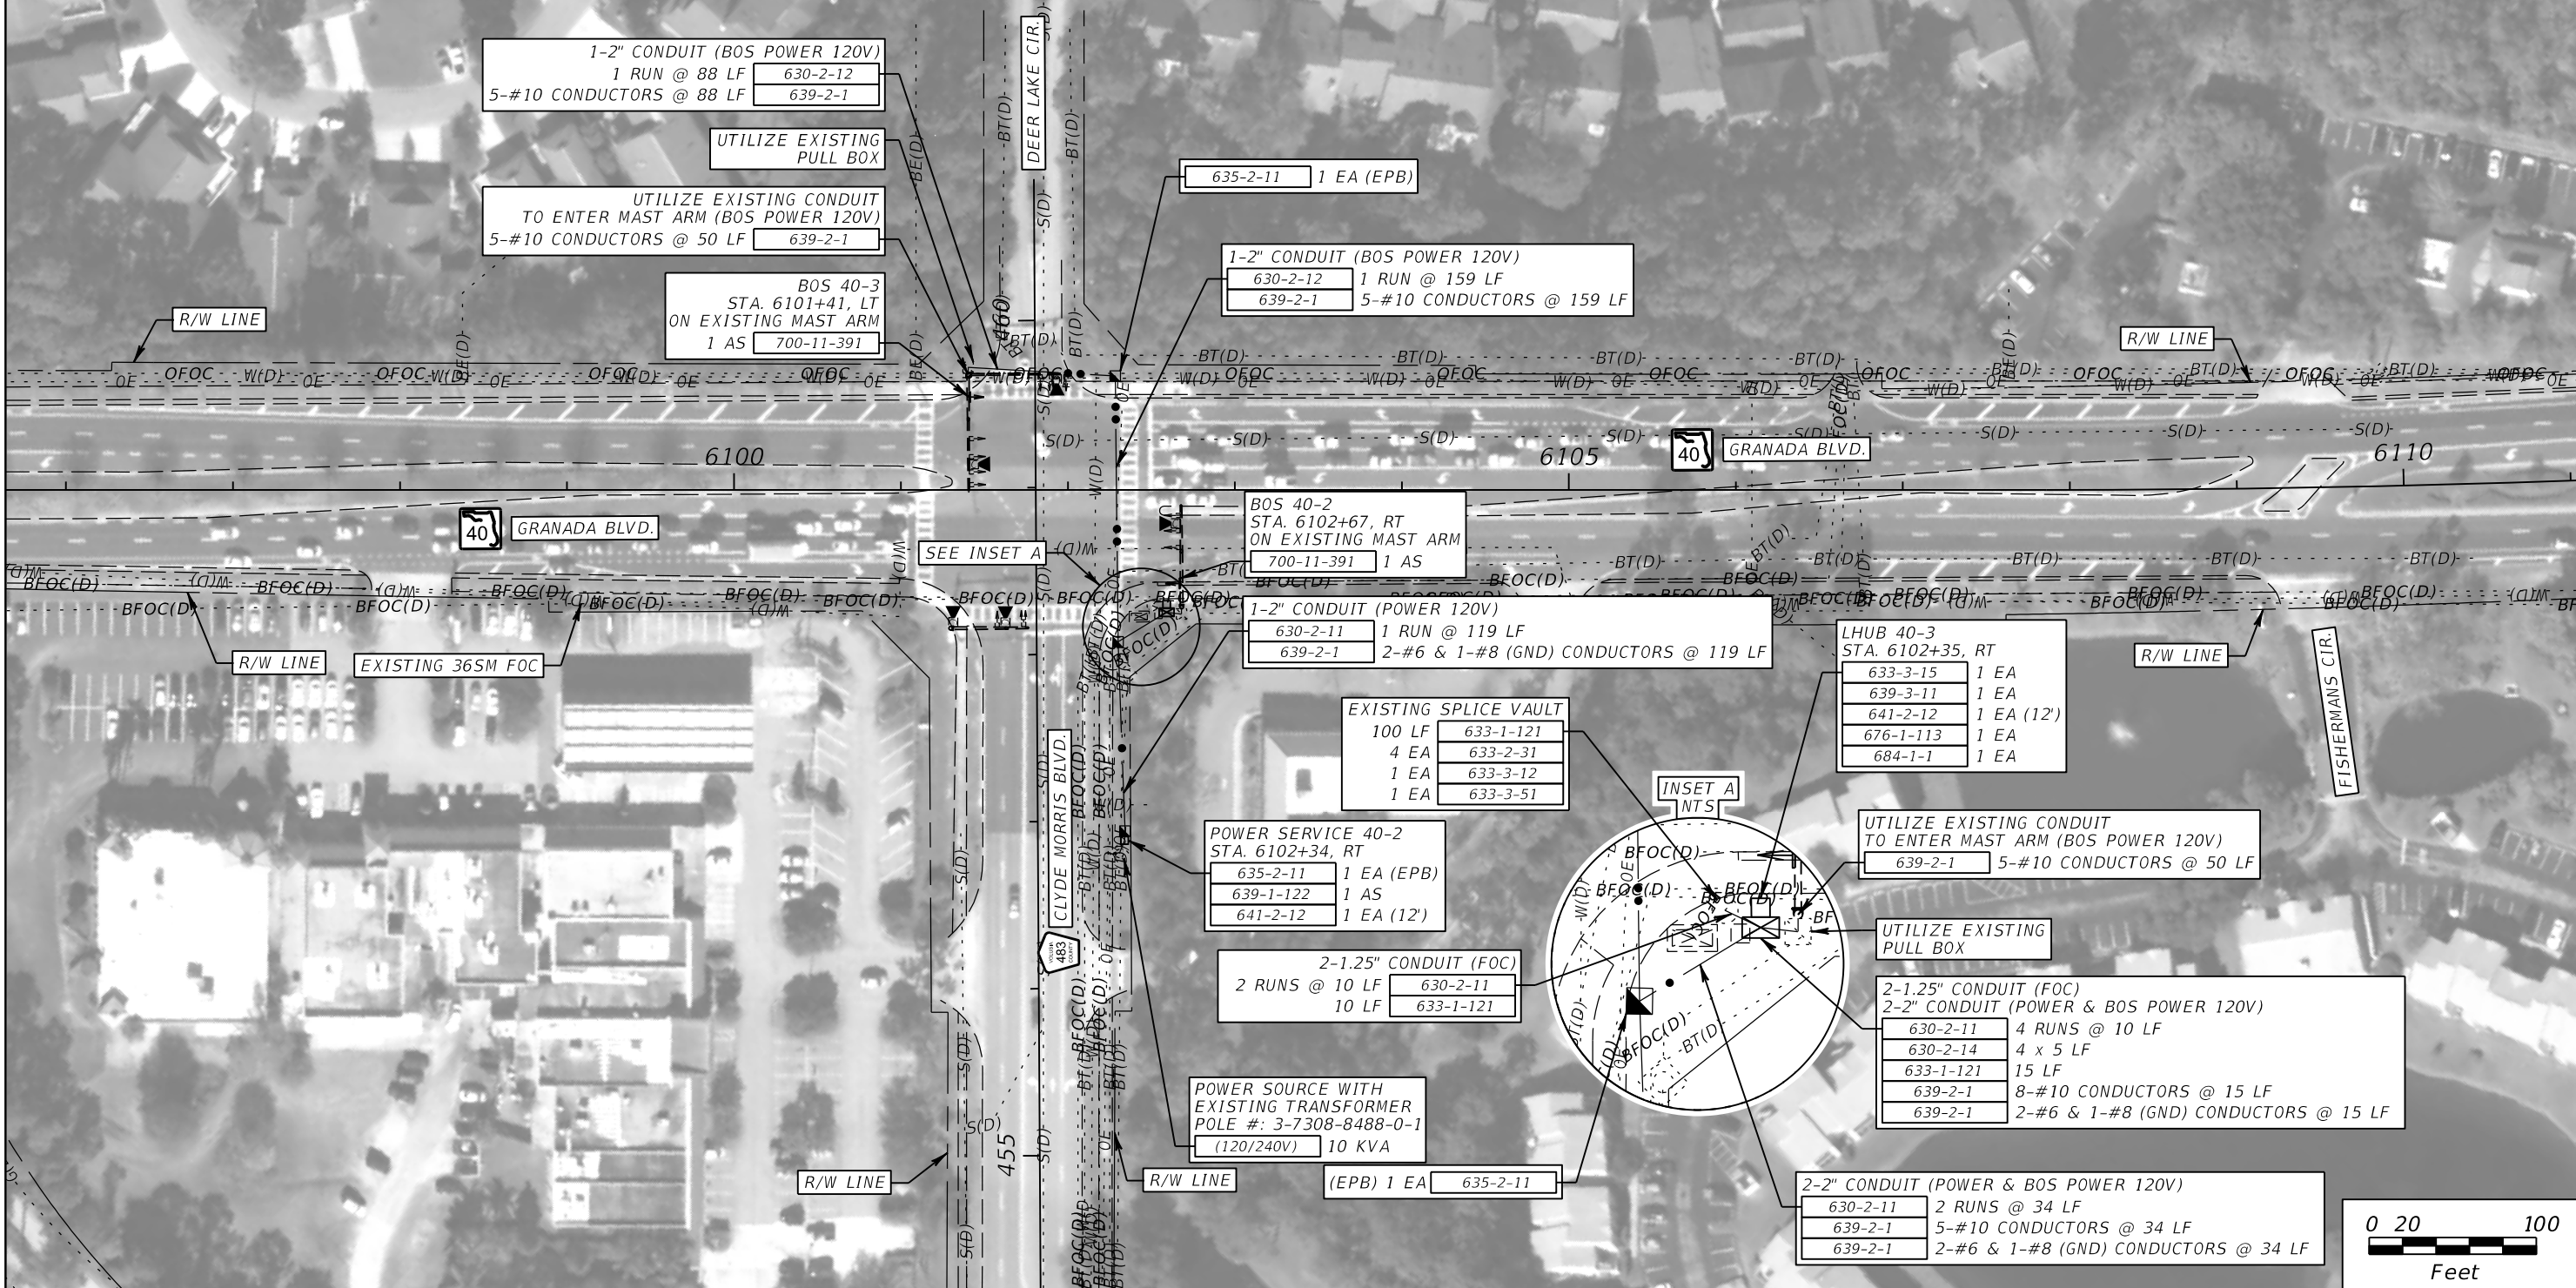 1-2" CONDUIT (BOS POWER 120V)
1 RUN @ 88 LF 630-2-12
5-#10 CONDUCTORS @ 88 LF 639-2-1
UTILIZE EXISTING
PULL BOX
UTILIZE EXISTING CONDUIT
TO ENTER MAST ARM (BOS POWER 120V)
5-#10 CONDUCTORS @ 50 LF 639-2-1
BOS 40-3
STA. 6101+41, LT
ON EXISTING MAST ARM
1 AS 700-11-391
R/W LINE
DEER LAKE CIR.
635-2-11 1 EA (EPB)
1-2" CONDUIT (BOS POWER 120V)
630-2-12 1 RUN @ 159 LF
639-2-1 5-#10 CONDUCTORS @ 159 LF
R/W LINE
460
6100
6105
6110
40 GRANADA BLVD.
40 GRANADA BLVD.
SEE INSET A
BOS 40-2
STA. 6102+67, RT
ON EXISTING MAST ARM
700-11-391 1 AS
1-2" CONDUIT (POWER 120V)
630-2-11 1 RUN @ 119 LF
639-2-1 2-#6 & 1-#8 (GND) CONDUCTORS @ 119 LF
R/W LINE
EXISTING 36SM FOC
LHUB 40-3
STA. 6102+35, RT
633-3-15 1 EA
639-3-11 1 EA
641-2-12 1 EA (12')
676-1-113 1 EA
684-1-1 1 EA
R/W LINE
FISHERMANS CIR.
EXISTING SPLICE VAULT
100 LF 633-1-121
4 EA 633-2-31
1 EA 633-3-12
1 EA 633-3-51
INSET A
NTS
CLYDE MORRIS BLVD.
VOLUSIA
483
COUNTY
POWER SERVICE 40-2
STA. 6102+34, RT
635-2-11 1 EA (EPB)
639-1-122 1 AS
641-2-12 1 EA (12')
UTILIZE EXISTING CONDUIT
TO ENTER MAST ARM (BOS POWER 120V)
639-2-1 5-#10 CONDUCTORS @ 50 LF
UTILIZE EXISTING
PULL BOX
2-1.25" CONDUIT (FOC)
2 RUNS @ 10 LF 630-2-11
10 LF 633-1-121
2-1.25" CONDUIT (FOC)
2-2" CONDUIT (POWER & BOS POWER 120V)
630-2-11 4 RUNS @ 10 LF
630-2-14 4 x 5 LF
633-1-121 15 LF
639-2-1 8-#10 CONDUCTORS @ 15 LF
639-2-1 2-#6 & 1-#8 (GND) CONDUCTORS @ 15 LF
POWER SOURCE WITH
EXISTING TRANSFORMER
POLE #: 3-7308-8488-0-1
(120/240V) 10 KVA
455
R/W LINE
R/W LINE
(EPB) 1 EA 635-2-11
2-2" CONDUIT (POWER & BOS POWER 120V)
630-2-11 2 RUNS @ 34 LF
639-2-1 5-#10 CONDUCTORS @ 34 LF
639-2-1 2-#6 & 1-#8 (GND) CONDUCTORS @ 34 LF
0 20 100
Feet